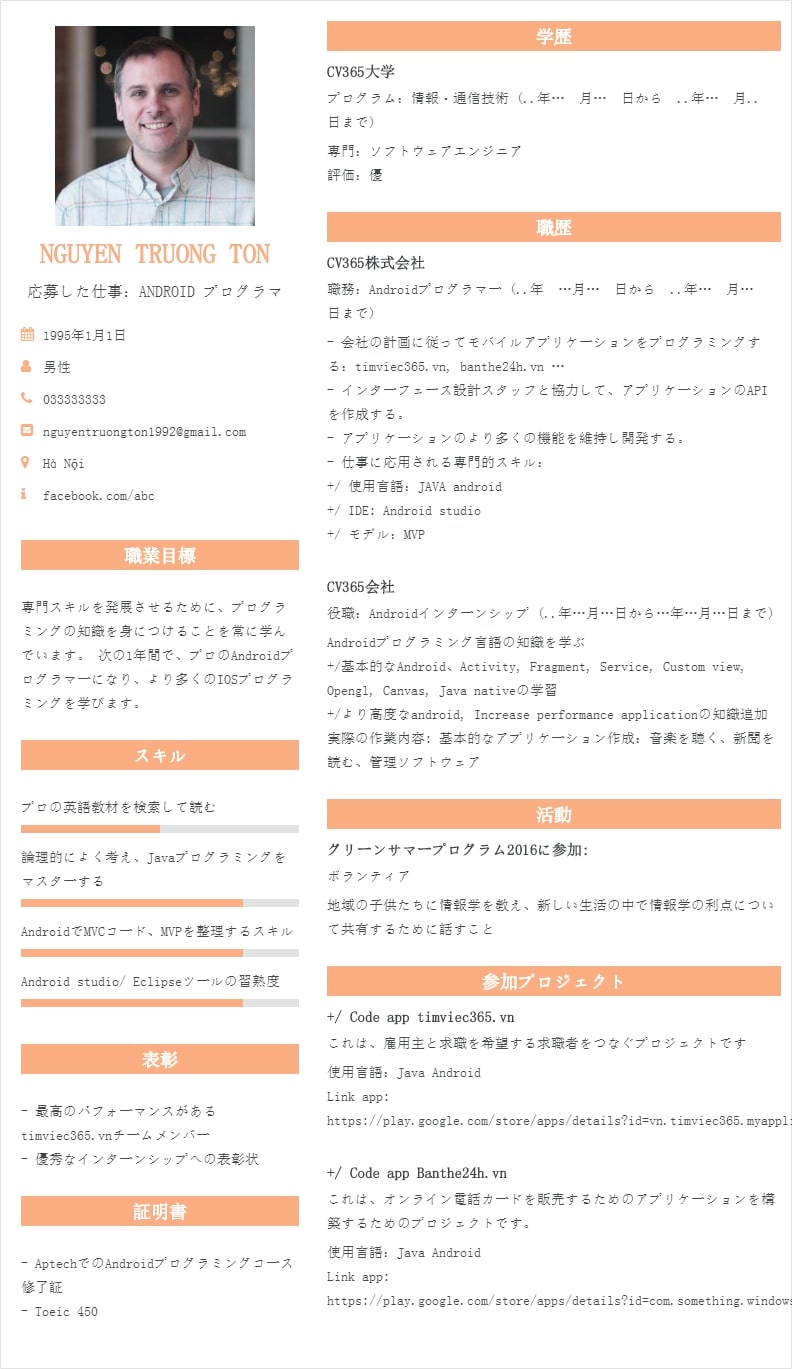 NGUYEN TRUONG TON
応募した仕事: ANDROID プログラマ
1995年1月1日
男性
033333333
nguyentruongton1992@gmail.com
Hà Nội
facebook.com/abc
職業目標
専門スキルを発展させるために、プログラ
ミングの知識を身につけることを常に学ん
でいます。 次の1年間で、プロのAndroidプ
ログラマーになり、より多くのIOSプログラ
ミングを学びます。
スキル
プロの英語教材を検索して読む
論理的によく考え、Javaプログラミングを
マスターする
AndroidでMVCコード、MVPを整理するスキル
Android studio/ Eclipseツールの習熟度
表彰
- 最高のパフォーマンスがある
timviec365.vnチームメンバー
- 優秀なインターンシップへの表彰状
証明書
- AptechでのAndroidプログラミングコース
修了証
- Toeic 450
学歴
CV365大学
プログラム: 情報・通信技術 (..年…　月…　日から　..年…　月..
日まで)
専門: ソフトウェアエンジニア
評価: 優
職歴
CV365株式会社
職務: Androidプログラマー (..年　…月…　日から　..年…　月…
日まで)
- 会社の計画に従ってモバイルアプリケーションをプログラミングす
る: timviec365.vn, banthe24h.vn …
- インターフェース設計スタッフと協力して、アプリケーションのAPI
を作成する。
- アプリケーションのより多くの機能を維持し開発する。
- 仕事に応用される専門的スキル:
+/ 使用言語: JAVA android
+/ IDE: Android studio
+/ モデル: MVP
CV365会社
役職: Androidインターンシップ (..年…月…日から…年…月…日まで)
Androidプログラミング言語の知識を学ぶ
+/基本的なAndroid、Activity, Fragment, Service, Custom view,
Opengl, Canvas, Java nativeの学習
+/より高度なandroid, Increase performance applicationの知識追加
実際の作業内容: 基本的なアプリケーション作成: 音楽を聴く、新聞を
読む、管理ソフトウェア
活動
グリーンサマープログラム2016に参加:
ボランティア
地域の子供たちに情報学を教え、新しい生活の中で情報学の利点につい
て共有するために話すこと
参加プロジェクト
+/ Code app timviec365.vn
これは、雇用主と求職を希望する求職者をつなぐプロジェクトです
使用言語: Java Android
Link app:
https://play.google.com/store/apps/details?id=vn.timviec365.myappli
+/ Code app Banthe24h.vn
これは、オンライン電話カードを販売するためのアプリケーションを構
築するためのプロジェクトです。
使用言語: Java Android
Link app:
https://play.google.com/store/apps/details?id=com.something.windows